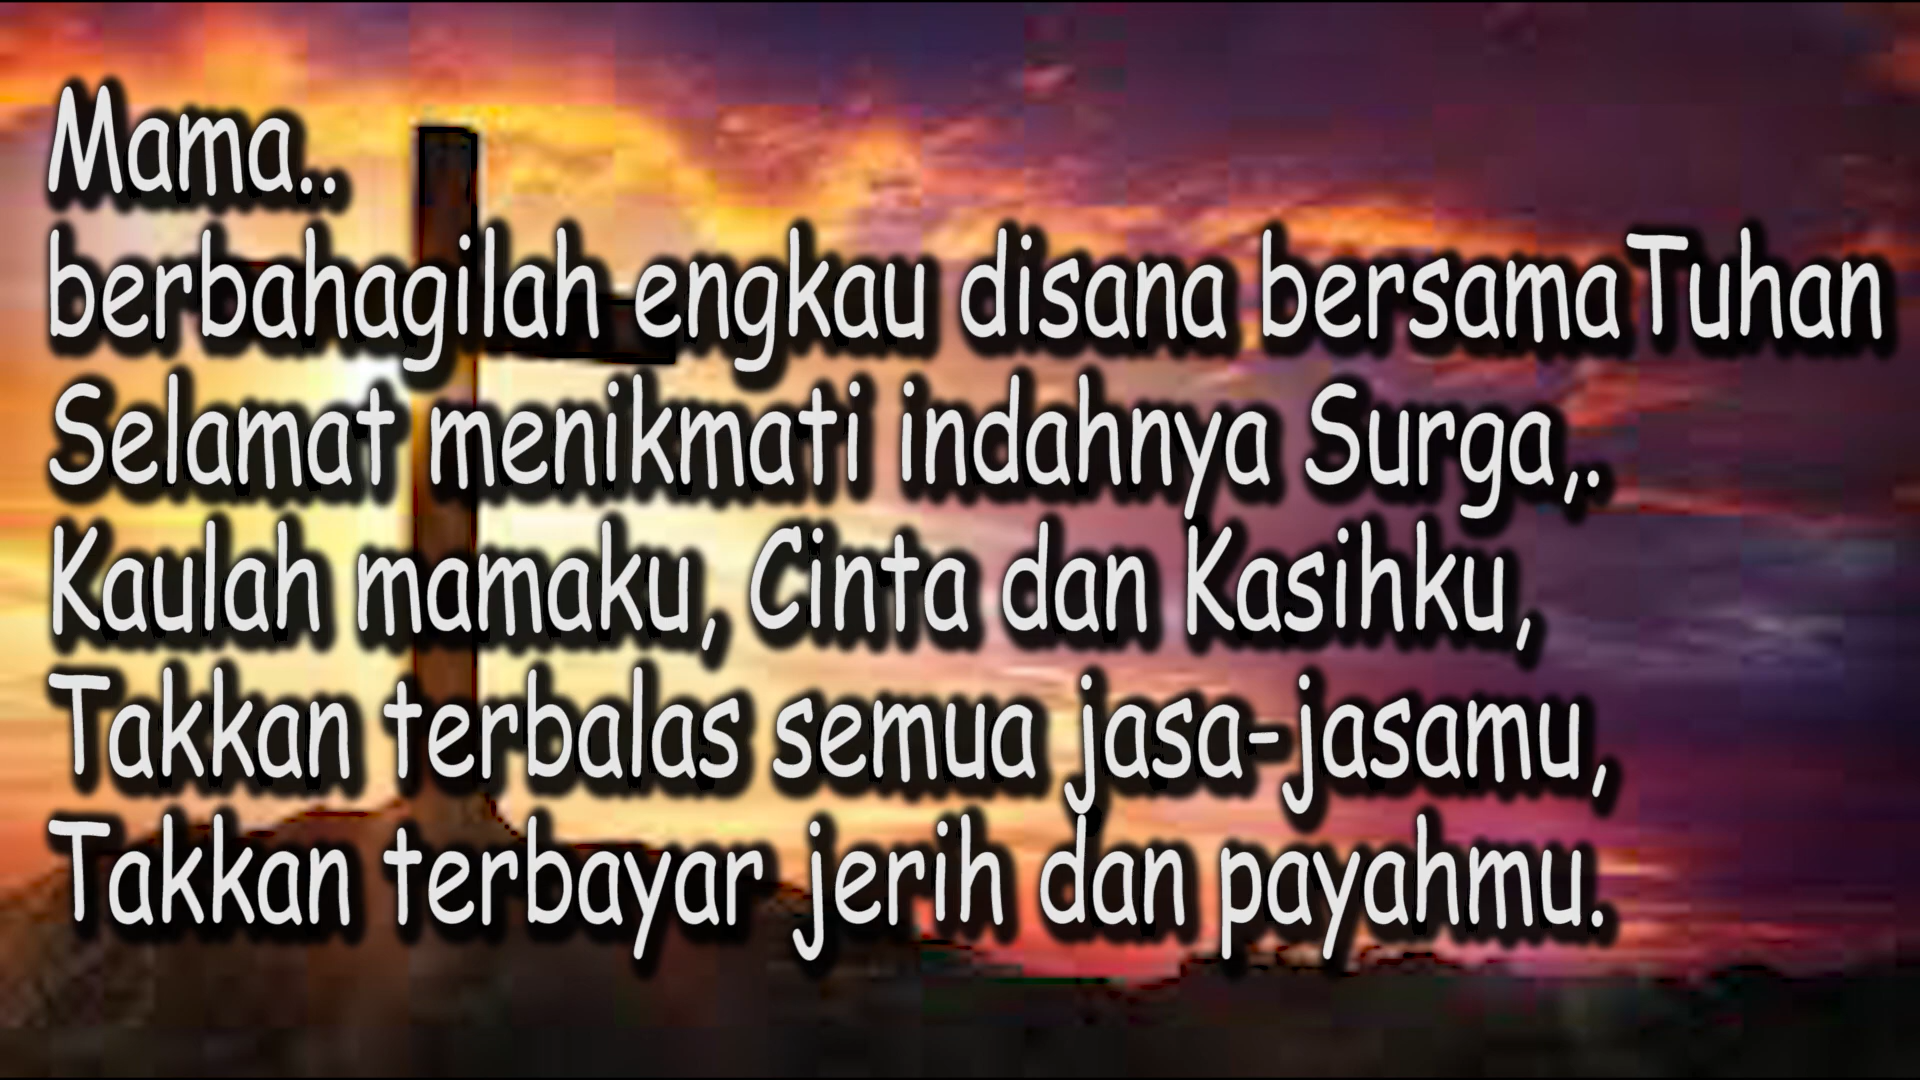 Mama..
berbahagilah engkau disana bersamaTuhan
Selamat menikmati indahnya Surga,.
Kaulah mamaku, Cinta dan Kasihku,
Takkan terbalas semua jasa-jasamu,
Takkan terbayar jerih dan payahmu.